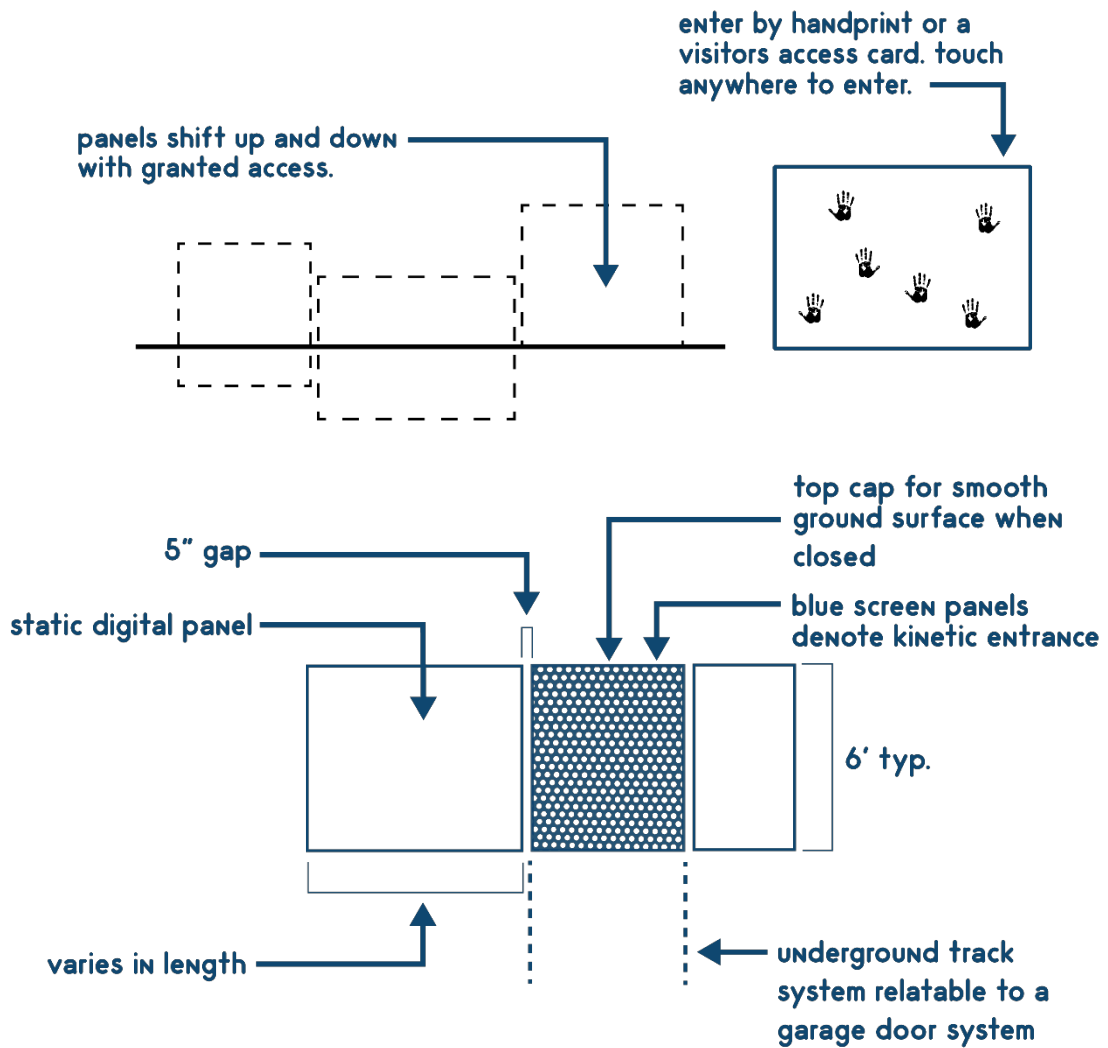 enter by handprint or a
visitors access card. touch
anywhere to enter.
panels shift up and down
with granted access.
top cap for smooth
ground surface when
closed
5" gap
blue screen panels
denote kinetic entrance
static digital panel
6' typ.
varies in length
underground track
system relatable to a
garage door system